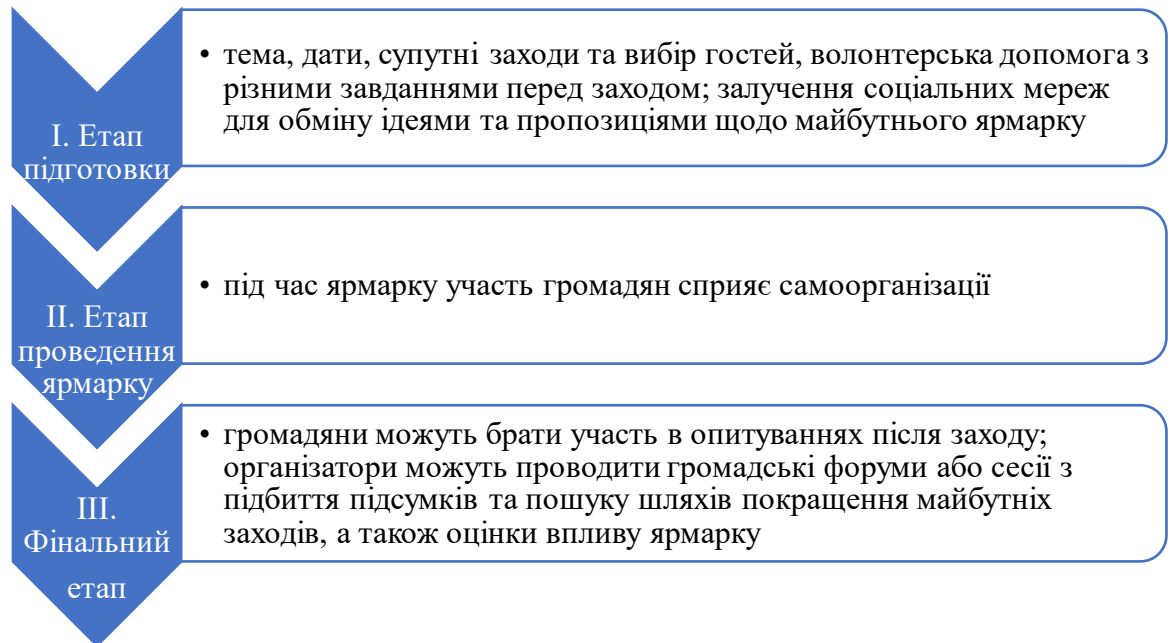 І. Етап
підготовки
• тема, дати, супутні заходи та вибір гостей, волонтерська допомога з
різними завданнями перед заходом; залучення соціальних мереж
для обміну ідеями та пропозиціями щодо майбутнього ярмарку
ІІ. Етап
проведення
ярмарку
• під час ярмарку участь громадян сприяє самоорганізації
ІІІ.
Фінальний
етап
• громадяни можуть брати участь в опитуваннях після заходу;
організатори можуть проводити громадські форуми або сесії з
підбиття підсумків та пошуку шляхів покращення майбутніх
заходів, а також оцінки впливу ярмарку